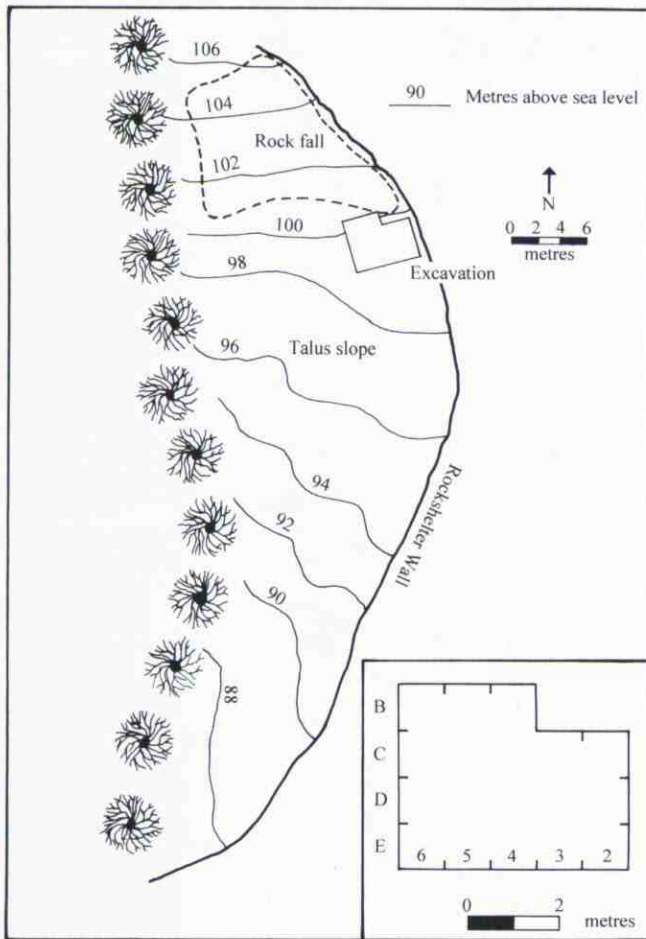 106
90 Metres above sea level
104
Rock fall
102
N
100
0 2 4 6
metres
98
Excavation
96
Talus slope
94
Rockshelter Wall
92
90
88
B
C
D
E
6 5 4 3 2
0 2
metres